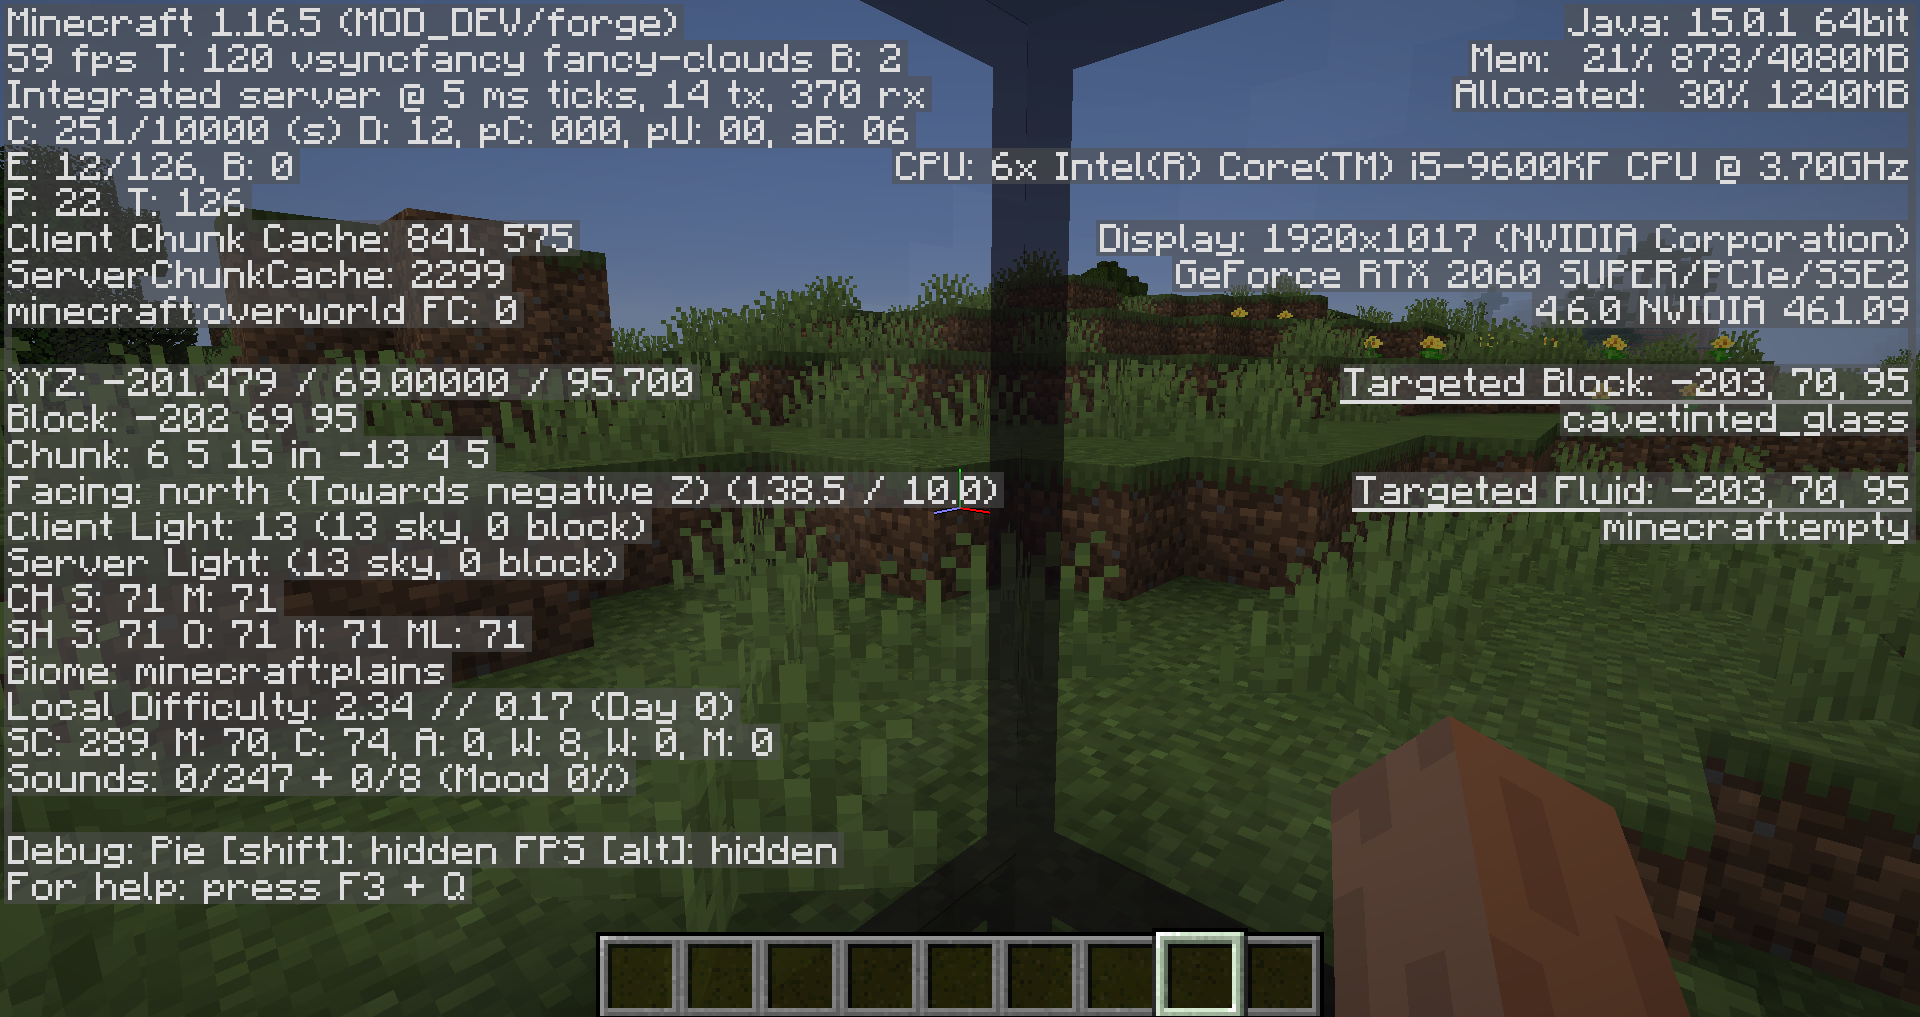 Minecraft 1.16.5 (MOD_DEV/forge)
59 fps T: 120 vsyncfancy fancy-clouds B: 2
Integrated server @ 5 ms ticks, 14 tx, 370 rx
C: 251/10000 (s) D: 12, pC: 000, pU: 00, aB: 06
E: 12/126, B: 0
P: 22. T: 126
Client Chunk Cache: 841, 575
ServerChunkCache: 2299
minecraft:overworld FC: 0
XYZ: -201.479 / 69.00000 / 95.700
Block: -202 69 95
Chunk: 6 5 15 in -13 4 5
Facing: north (Towards negative Z) (138.5 / 10.0)
Client Light: 13 (13 sky, 0 block)
Server Light: (13 sky, 0 block)
CH S: 71 M: 71
SH S: 71 O: 71 M: 71 ML: 71
Biome: minecraft:plains
Local Difficulty: 2.34 // 0.17 (Day 0)
SC: 289, M: 70, C: 74, A: 0, W: 8, W: 0, M: 0
Sounds: 0/247 + 0/8 (Mood 0%)
Debug: Pie [shift]: hidden FPS [alt]: hidden
For help: press F3 + Q
Java: 15.0.1 64bit
Mem: 21% 873/4080MB
Allocated: 30% 1240MB
CPU: 6x Intel(R) Core(TM) i5-9600KF CPU @ 3.70GHz
Display: 1920x1017 (NVIDIA Corporation)
GeForce RTX 2060 SUPER/PCIe/SSE2
4.6.0 NVIDIA 461.09
Targeted Block: -203, 70, 95
cave:tinted_glass
Targeted Fluid: -203, 70, 95
minecraft:empty